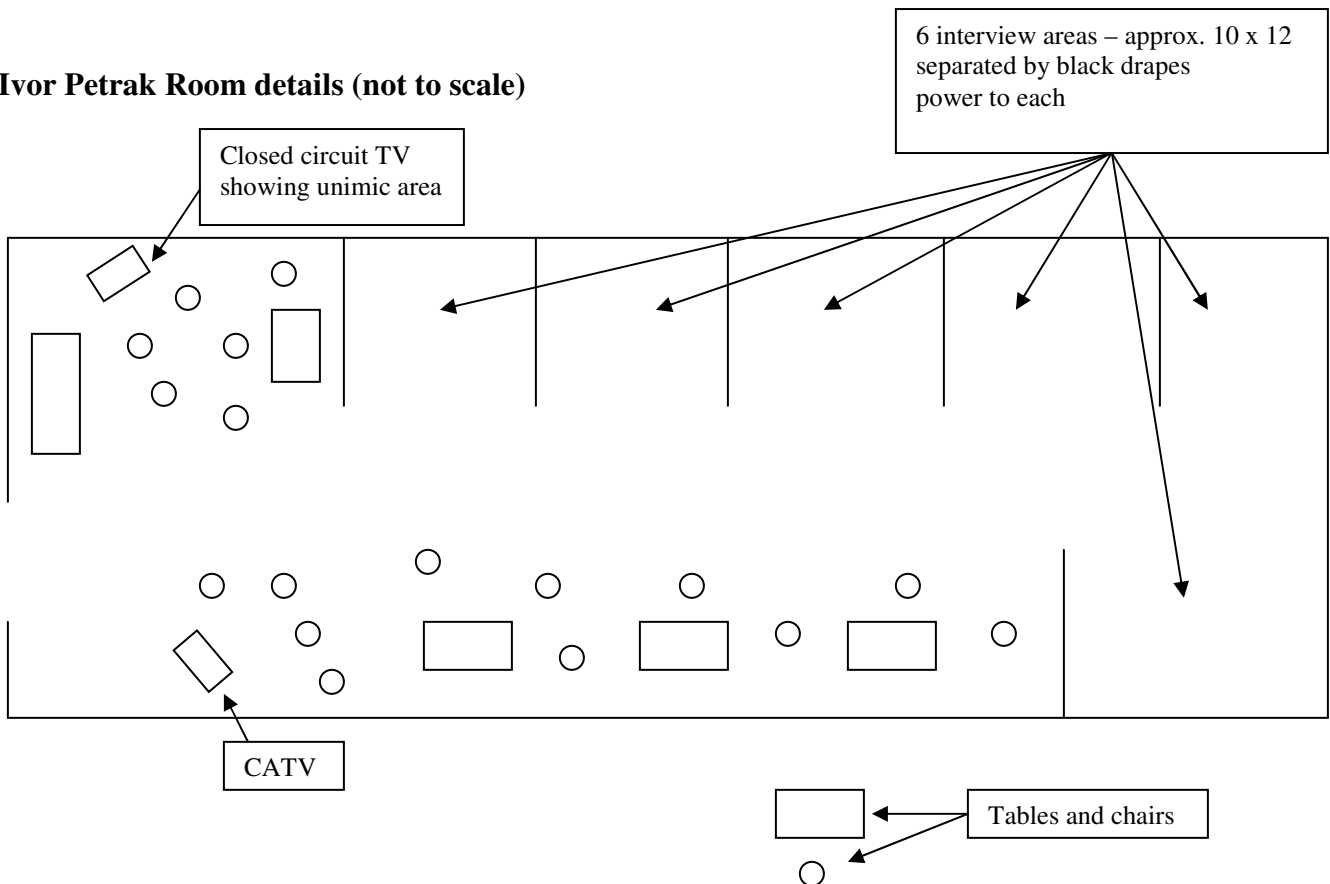 6 interview areas – approx. 10 x 12
separated by black drapes
power to each
Ivor Petrak Room details (not to scale)
Closed circuit TV
showing unimic area
CATV
Tables and chairs